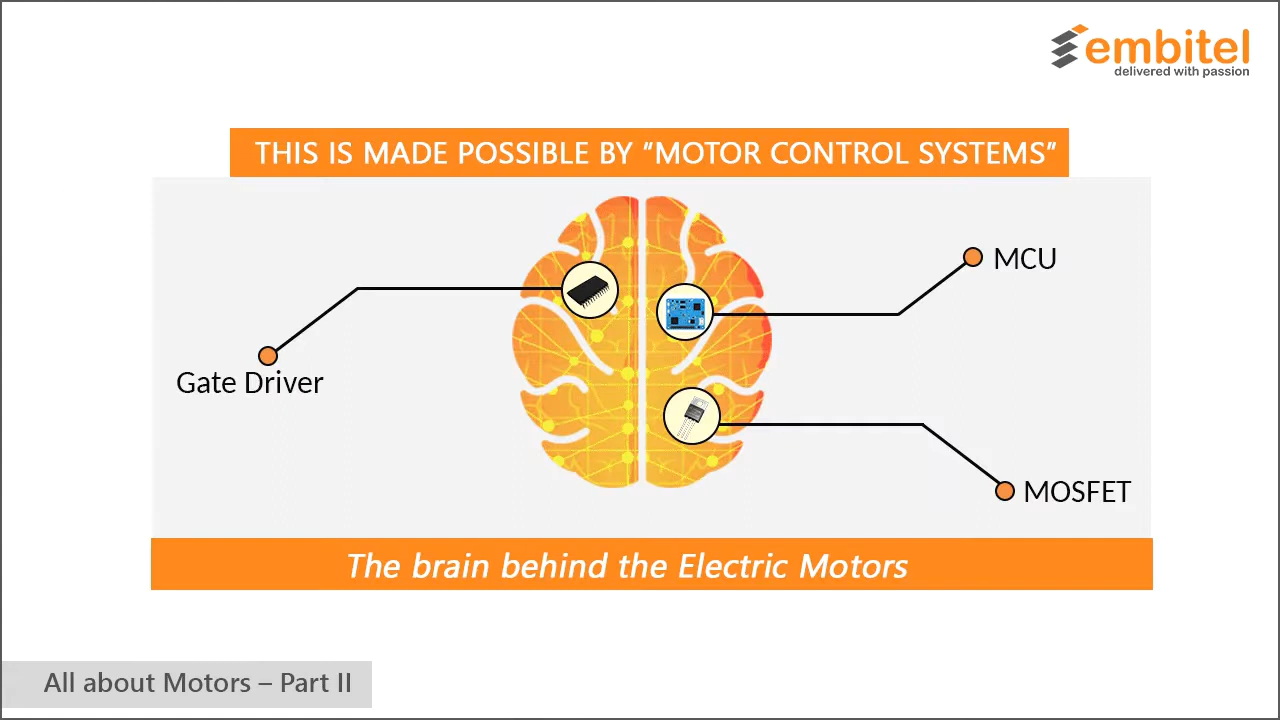 embitel
delivered with passion
THIS IS MADE POSSIBLE BY "MOTOR CONTROL SYSTEMS"
MCU
Gate Driver
MOSFET
The brain behind the Electric Motors
All about Motors – Part II